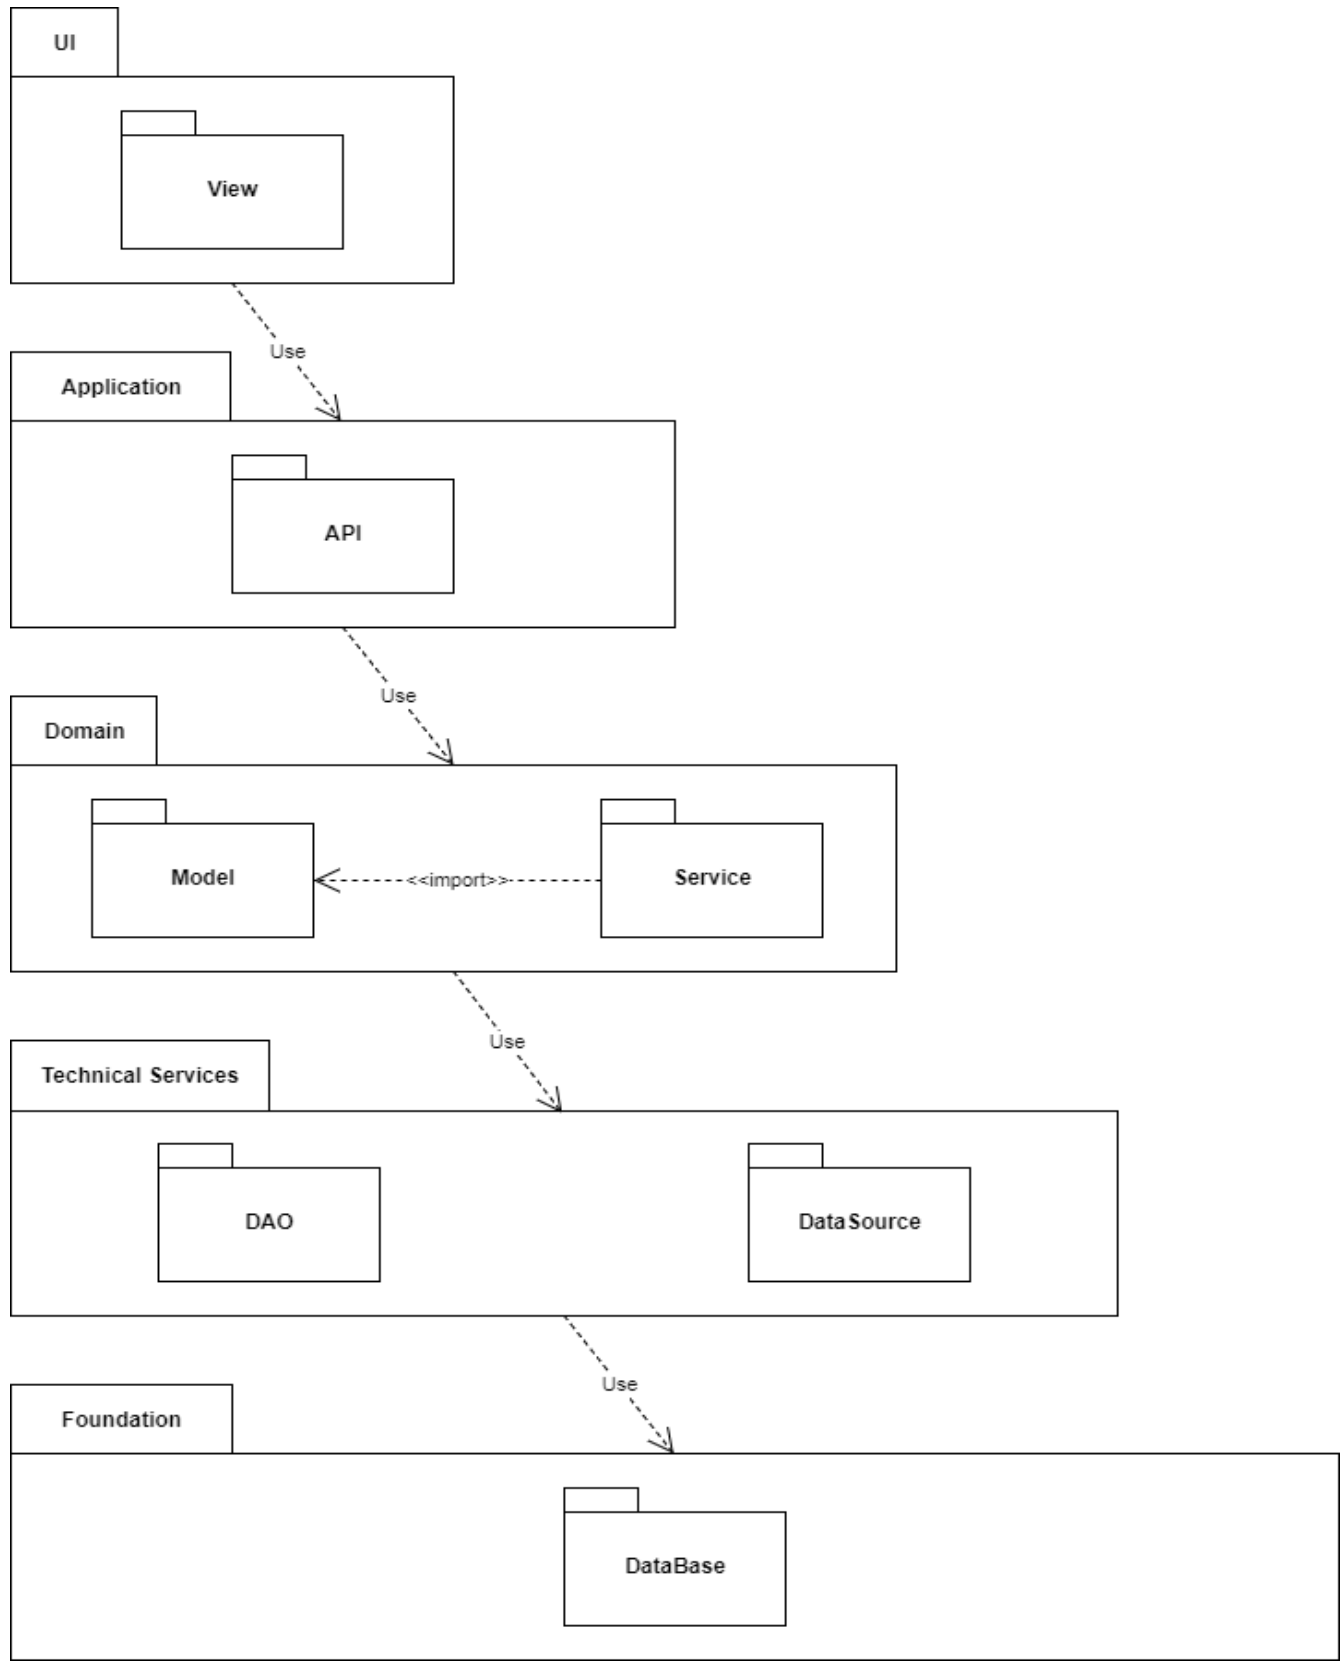 UI
View
Use
Application
API
Use
Domain
Model
<<import>>
Service
Use
Technical Services
DAO
DataSource
Use
Foundation
DataBase